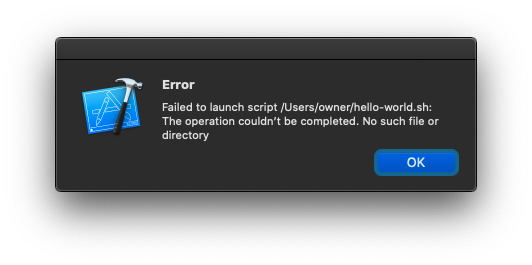 Error
Failed to launch script /Users/owner/hello-world.sh:
The operation couldn’t be completed. No such file or
directory
OK